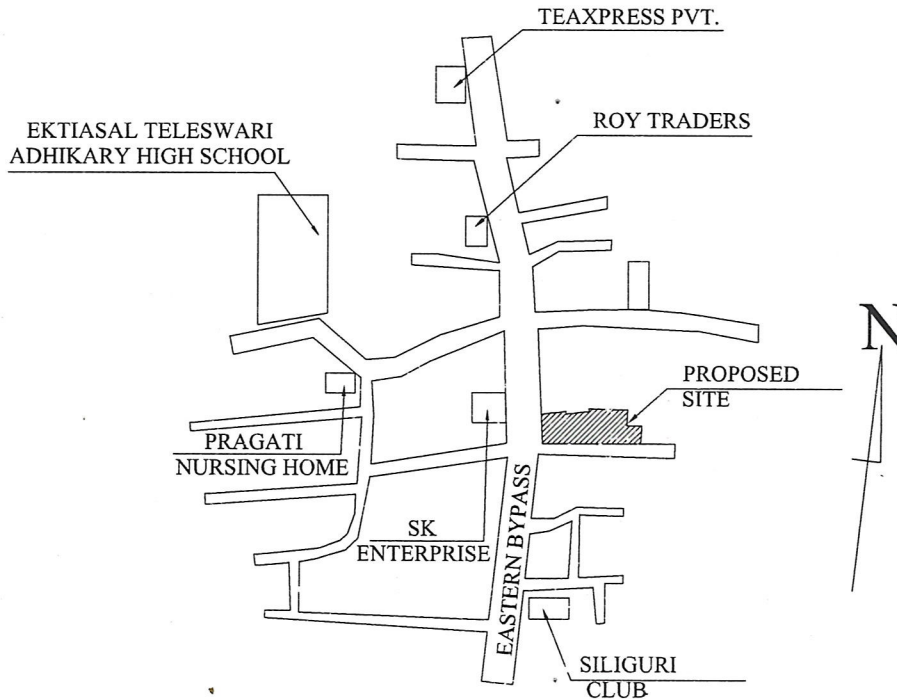 TEAXPRESS PVT.
ROY TRADERS
EKTIASAL TELESWARI
ADHIKARY HIGH SCHOOL
N
PROPOSED
SITE
PRAGATI
NURSING HOME
SK
ENTERPRISE
EASTERN BYPASS
SILIGURI
CLUB